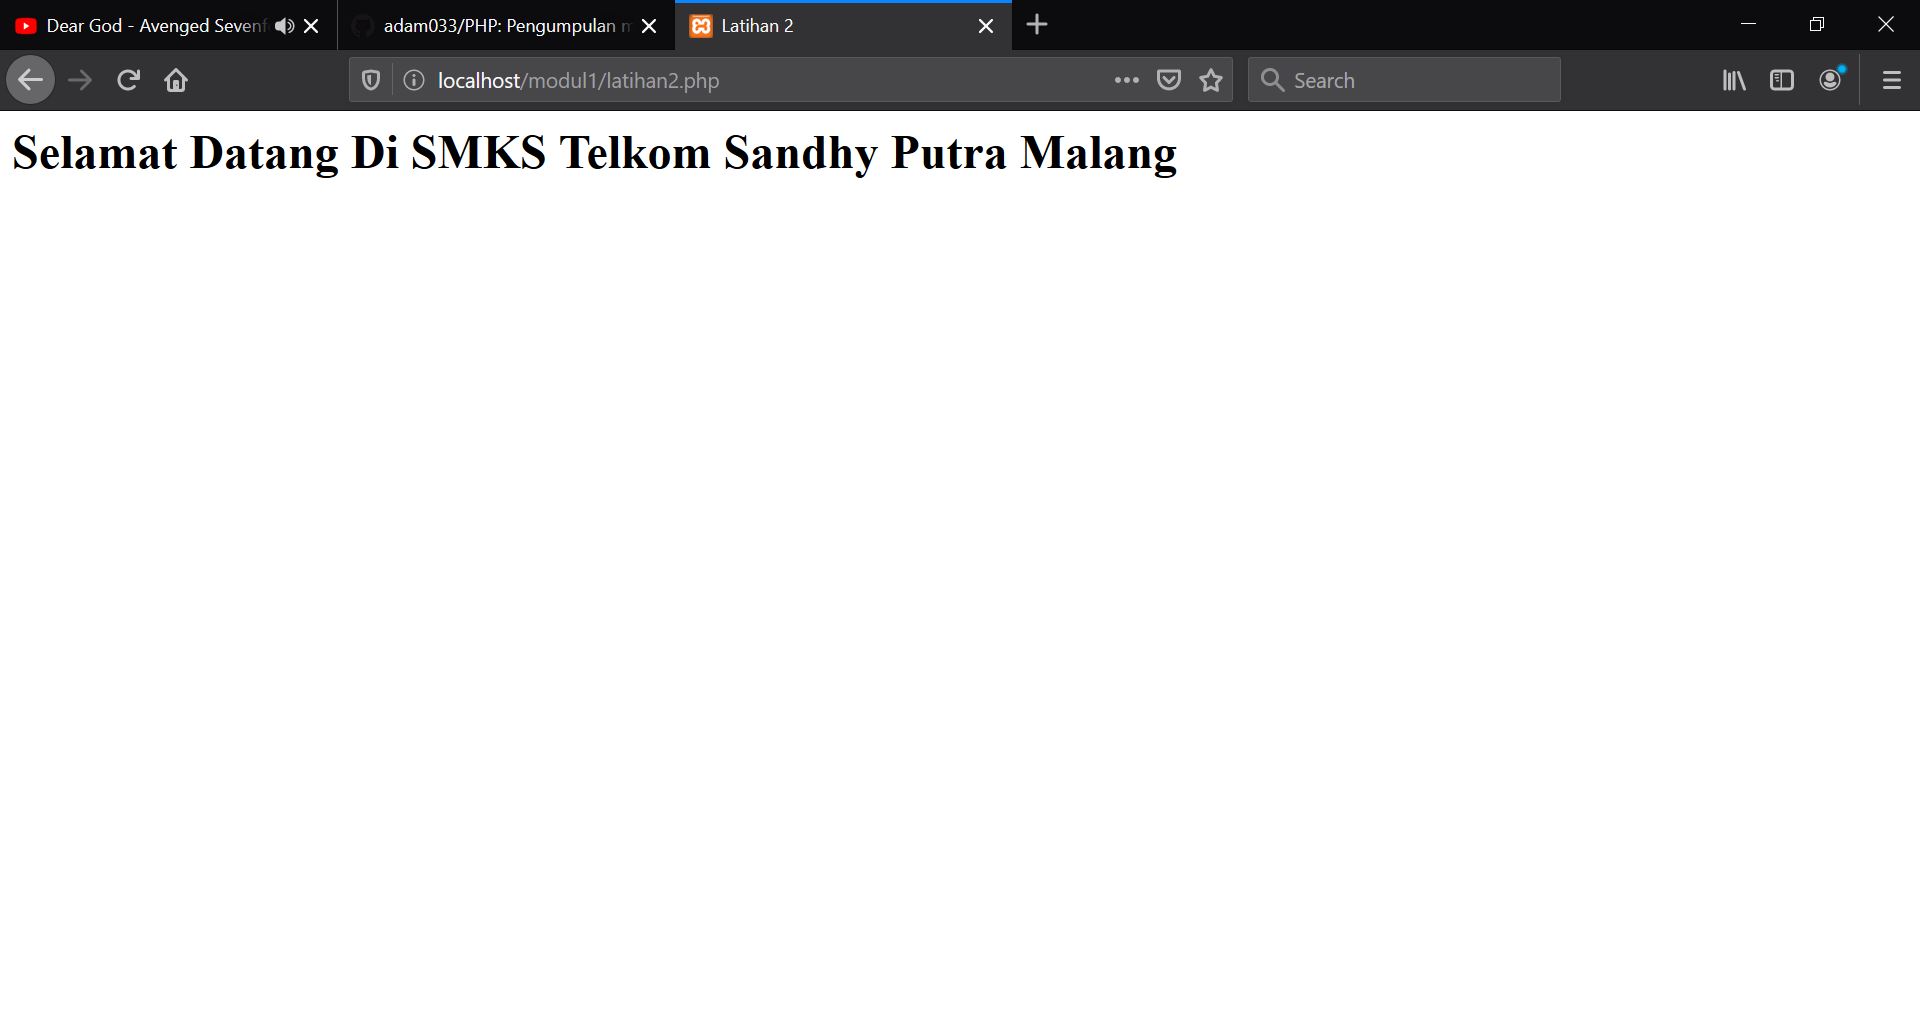 Dear God - Avenged Sevenf
adam033/PHP: Pengumpulan m
Latihan 2
localhost/modul1/latihan2.php
Search
Selamat Datang Di SMKS Telkom Sandhy Putra Malang